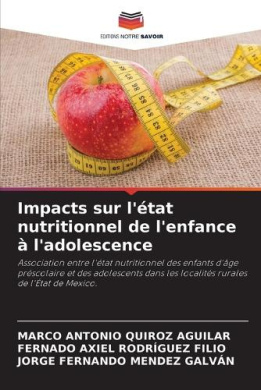 EDITIONS NOTRE SAVOIR
Impacts sur l'état
nutritionnel de l'enfance
à l'adolescence
Association entre l'état nutritionnel des enfants d'âge
préscolaire et des adolescents dans les localités rurales
de l'État de Mexico.
MARCO ANTONIO QUIROZ AGUILAR
FERNADO AXIEL RODRÍGUEZ FILIO
JORGE FERNANDO MENDEZ GALVÁN